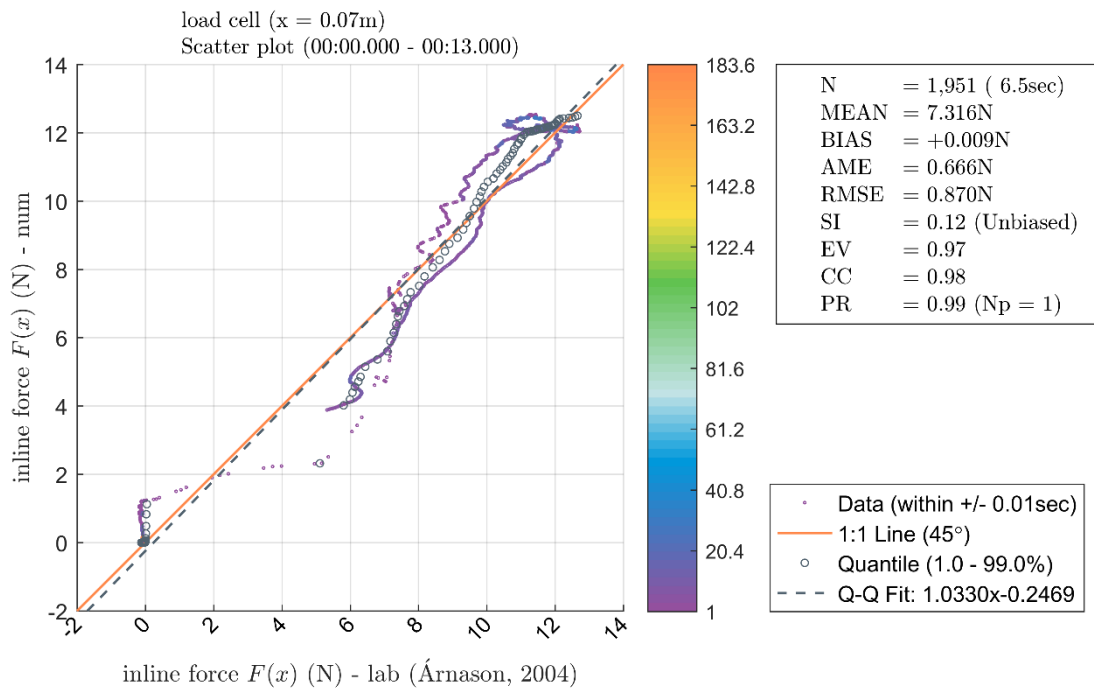 load cell (x = 0.07m)
Scatter plot (00:00.000 - 00:13.000)
14
12
10
8
6
4
2
0
-2
-2
0
2
4
6
8
10
12
14
inline force F(x) (N) - num
inline force F(x) (N) - lab (Árnason, 2004)
183.6
163.2
142.8
122.4
102
81.6
61.2
40.8
20.4
1
N = 1,951 ( 6.5sec)
MEAN = 7.316N
BIAS = +0.009N
AME = 0.666N
RMSE = 0.870N
SI = 0.12 (Unbiased)
EV = 0.97
CC = 0.98
PR = 0.99 (Np = 1)
Data (within +/- 0.01sec)
1:1 Line (45°)
Quantile (1.0 - 99.0%)
Q-Q Fit: 1.0330x-0.2469